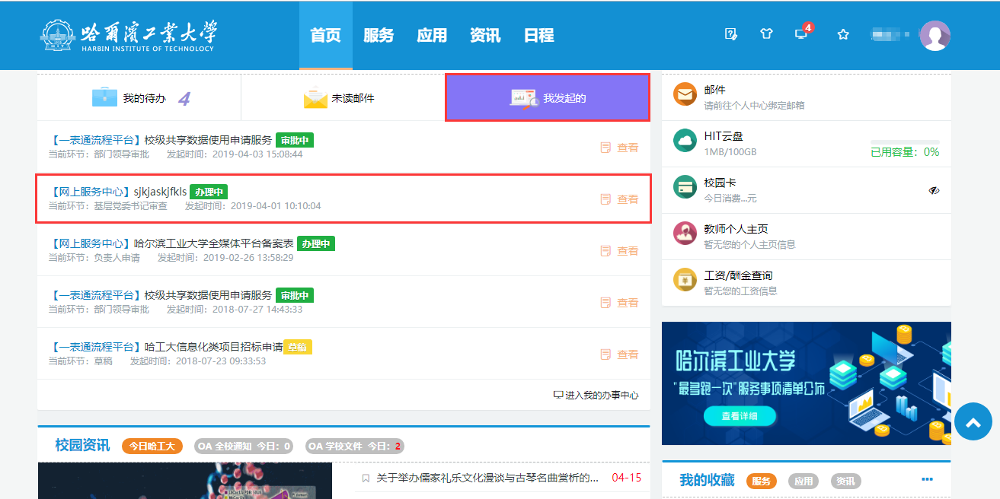 哈爾濱工業大學
HARBIN INSTITUTE OF TECHNOLOGY
首页 服务 应用 资讯 日程
4
我的待办 4
未读邮件
我发起的
【一表通流程平台】校级共享数据使用申请服务 审批中
当前环节：部门领导审批 发起时间：2019-04-03 15:08:44
查看
【网上服务中心】sjkjaskjfkls 办理中
当前环节：基层党委书记审查 发起时间：2019-04-01 10:10:04
查看
【网上服务中心】哈尔滨工业大学全媒体平台备案表 办理中
当前环节：负责人申请 发起时间：2019-02-26 13:58:29
查看
【一表通流程平台】校级共享数据使用申请服务 审批中
当前环节：部门领导审批 发起时间：2018-07-27 14:43:33
查看
【一表通流程平台】哈工大信息化类项目招标申请 草稿
当前环节：草稿 发起时间：2018-07-23 09:33:53
查看
进入我的办事中心
邮件
请前往个人中心绑定邮箱
HIT云盘
1MB/100GB
已用容量：0%
校园卡
今日消费...元
教师个人主页
暂无您的个人主页信息
工资/酬金查询
暂无您的工资信息
哈尔滨工业大学
"最多跑一次"服务事项清单公布
查看详细
校园资讯 今日哈工大 OA 全校通知 今日：0 OA 学校文件 今日：2
关于举办儒家礼乐文化漫谈与古琴名曲赏析的... 04-15
我的收藏 服务 应用 资讯